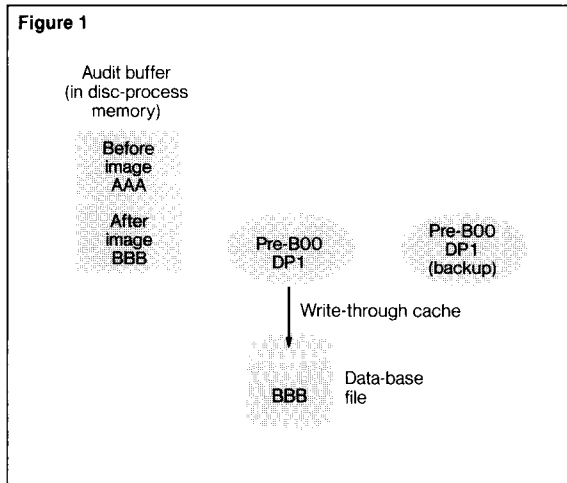 Figure 1
Audit buffer
(in disc-process
memory)
Before
image
AAA
After
image
BBB
Pre-B00
DP1
Pre-B00
DP1
(backup)
Write-through cache
BBB
Data-base
file